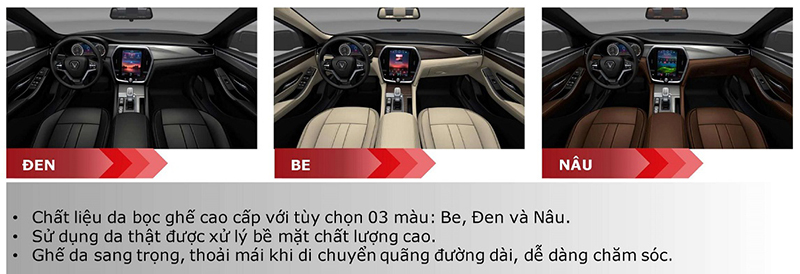 ĐEN
BE
NÂU
• Chất liệu da bọc ghế cao cấp với tùy chọn 03 màu: Be, Đen và Nâu.
• Sử dụng da thật được xử lý bề mặt chất lượng cao.
• Ghế da sang trọng, thoải mái khi di chuyển quãng đường dài, dễ dàng chăm sóc.